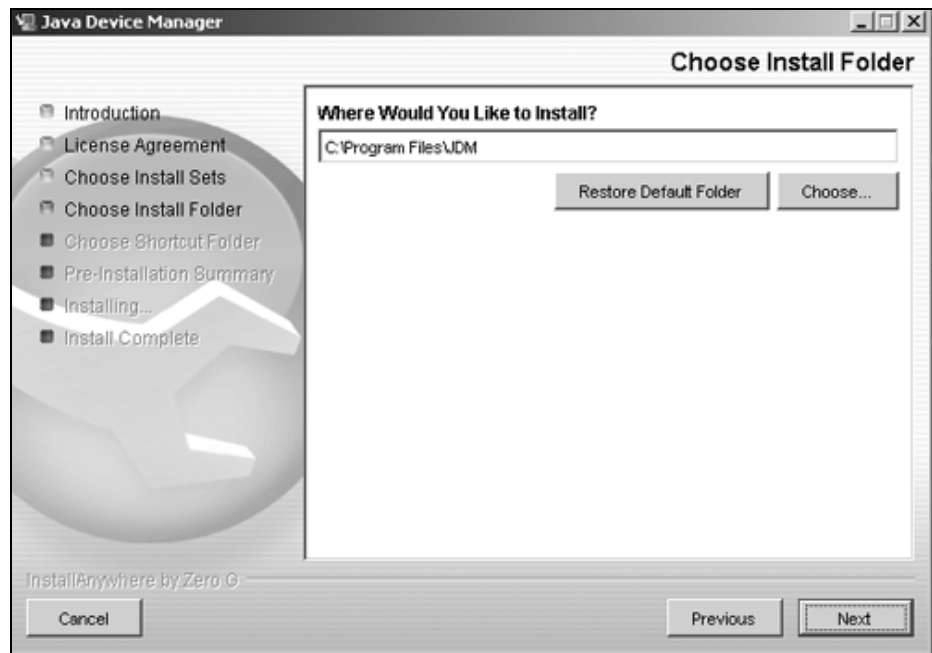 Java Device Manager
Choose Install Folder
Introduction
License Agreement
Choose Install Sets
Choose Install Folder
Choose Shortcut Folder
Pre-Installation Summary
Installing...
Install Complete
Where Would You Like to Install?
C:\Program Files\JDM
Restore Default Folder
Choose...
InstallAnywhere by Zero G
Cancel
Previous
Next